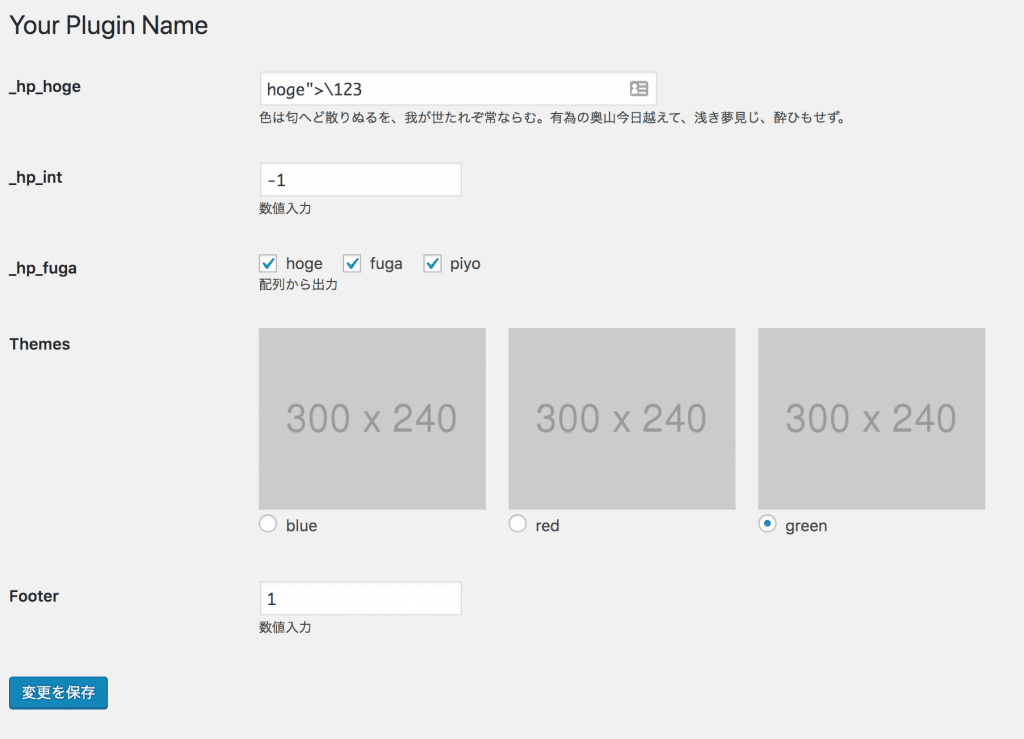 Your Plugin Name
_hp_hoge
hoge">\123
色は匂へど散りぬるを、我が世たれぞ常ならむ。有為の奥山今日越えて、浅き夢見じ、酔ひもせず。
_hp_int
-1
数値入力
_hp_fuga
hoge fuga piyo
配列から出力
Themes
300 x 240 300 x 240 300 x 240
blue red green
Footer
1
数値入力
変更を保存